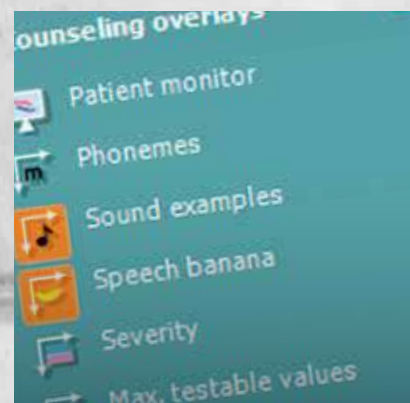 ounseling overlays
Patient monitor
Phonemes
m
Sound examples
Speech banana
Severity
Max. testable values